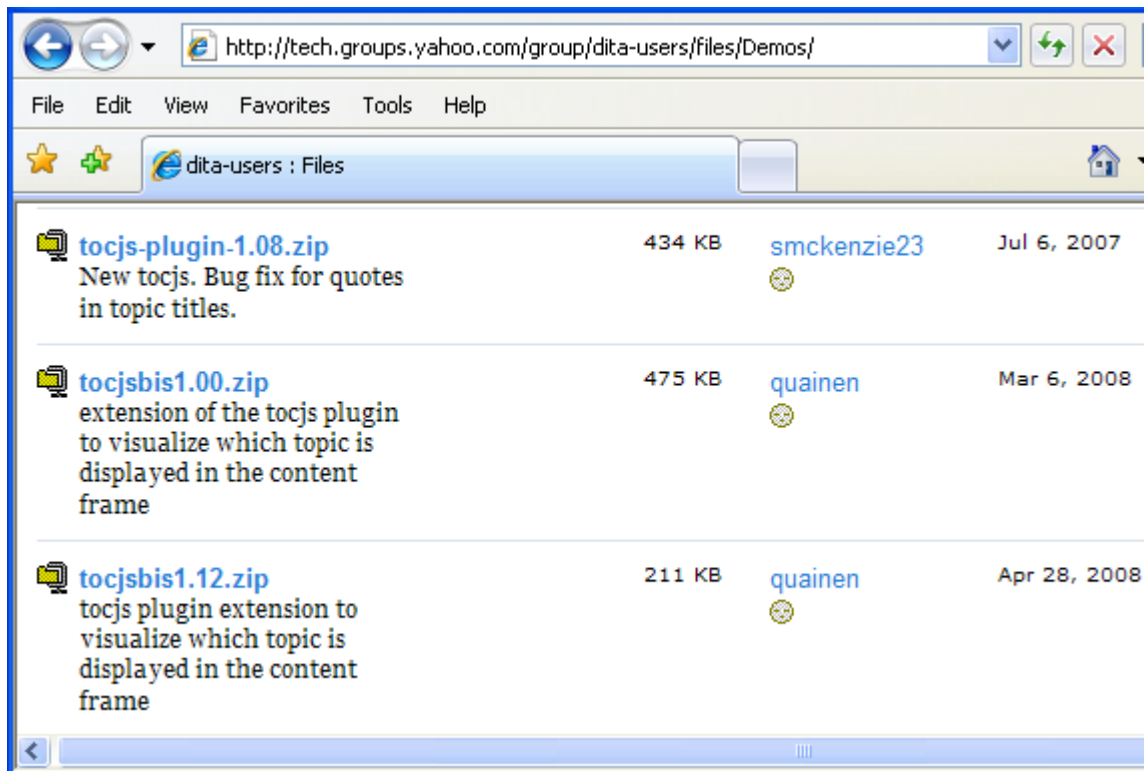 http://tech.groups.yahoo.com/group/dita-users/files/Demos/
File Edit View Favorites Tools Help
dita-users : Files
tocjs-plugin-1.08.zip 434 KB smckenzie23 Jul 6, 2007
New tocjs. Bug fix for quotes
in topic titles.
tocjsbis1.00.zip 475 KB quainen Mar 6, 2008
extension of the tocjs plugin
to visualize which topic is
displayed in the content
frame
tocjsbis1.12.zip 211 KB quainen Apr 28, 2008
tocjs plugin extension to
visualize which topic is
displayed in the content
frame